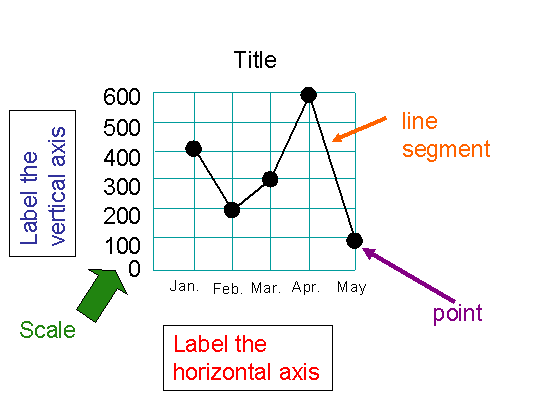 Title
600
500
400
300
200
100
0
Label the
vertical axis
line
segment
Jan. Feb. Mar. Apr. May
point
Scale
Label the
horizontal axis